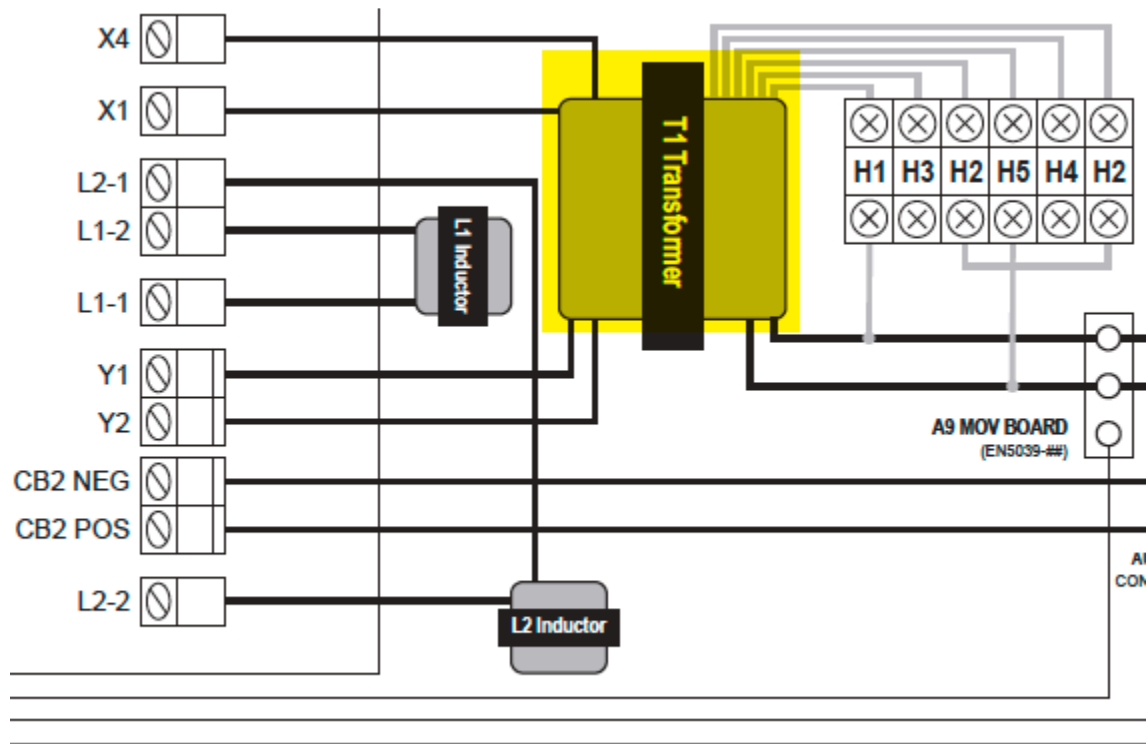 X4
X1
L2-1
L1-2
L1-1
Y1
Y2
CB2 NEG
CB2 POS
L2-2
T1 Transformer
L1 Inductor
L2 Inductor
H1 H3 H2 H5 H4 H2
A9 MOV BOARD
(EN5039-##)